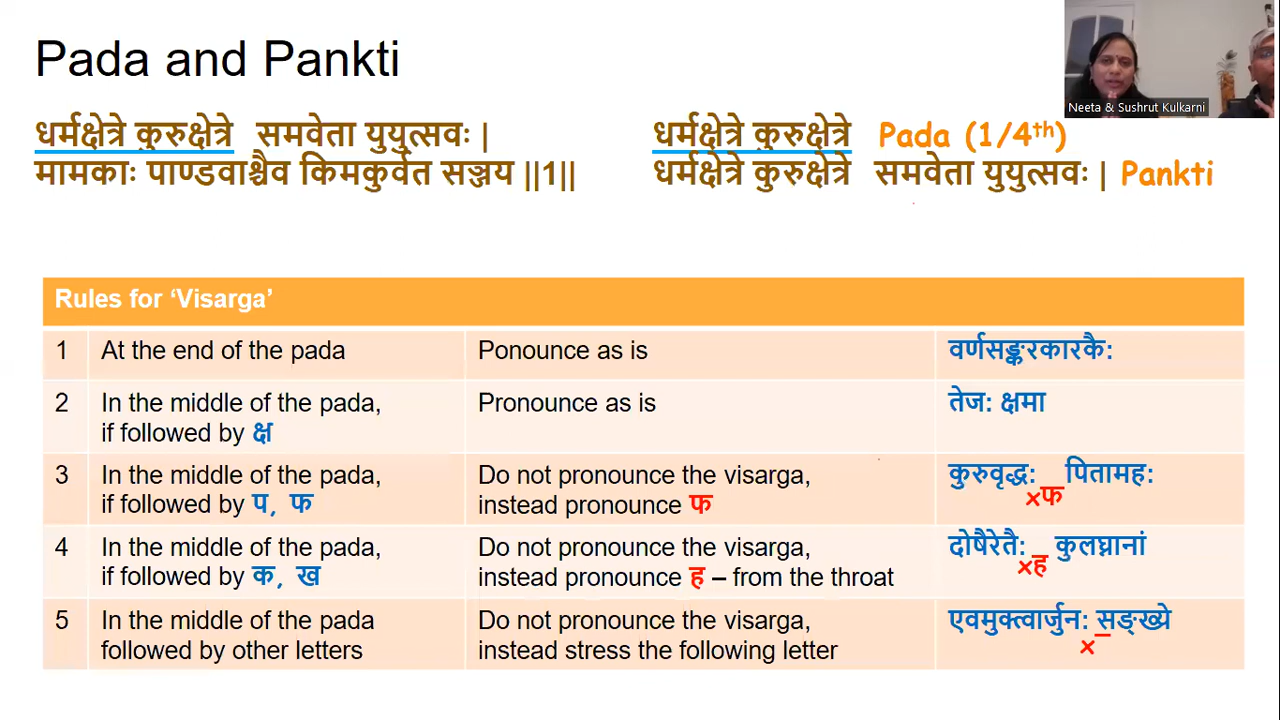 Pada and Pankti
Neeta & Sushrut Kulkarni
धर्मक्षेत्रे कुरुक्षेत्रे समवेता युयुत्सवः |
मामकाः पाण्डवाश्चैव किमकुर्वत सञ्जय ||1||
धर्मक्षेत्रे कुरुक्षेत्रे Pada (1/4th)
धर्मक्षेत्रे कुरुक्षेत्रे समवेता युयुत्सवः | Pankti
Rules for ‘Visarga’
1 At the end of the pada Ponounce as is वर्णसङ्करकारकै:
2 In the middle of the pada, Pronounce as is तेज: क्षमा
if followed by क्ष
3 In the middle of the pada, Do not pronounce the visarga, कुरुवृद्ध: पितामह:
if followed by प, फ instead pronounce फ ×फ
4 In the middle of the pada, Do not pronounce the visarga, दोषैरेतै: कुलघ्नानां
if followed by क, ख instead pronounce ह – from the throat ×ह
5 In the middle of the pada Do not pronounce the visarga, एवमुक्त्वार्जुन: सङ्ख्ये
followed by other letters instead stress the following letter ×